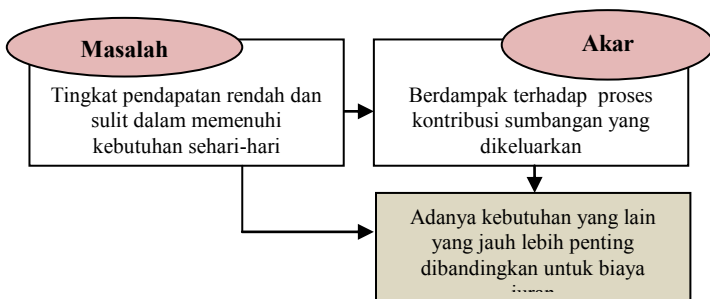 Masalah
Tingkat pendapatan rendah dan
sulit dalam memenuhi
kebutuhan sehari-hari
Akar
Berdampak terhadap proses
kontribusi sumbangan yang
dikeluarkan
Adanya kebutuhan yang lain
yang jauh lebih penting
dibandingkan untuk biaya